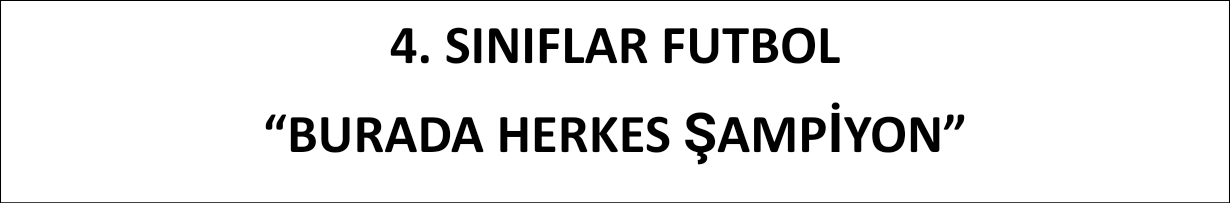 4. SINIFLAR FUTBOL
“BURADA HERKES ŞAMPİYON”